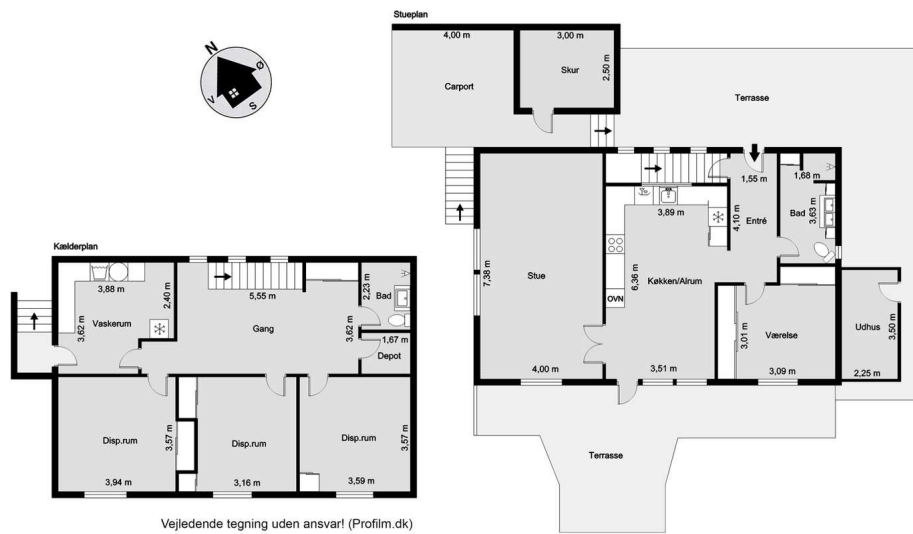 Stueplan
4,00 m
3,00 m
2,50 m
Skur
Carport
Terrasse
N
Ø
V
S
1,55 m
1,68 m
3,89 m
4,10 m
Entré
Bad
3,63 m
7,38 m
Stue
6,36 m
Køkken/Alrum
OVN
3,01 m
Værelse
Udhus
3,50 m
4,00 m
3,51 m
3,09 m
2,25 m
Terrasse
Kælderplan
3,88 m
2,40 m
5,55 m
2,23 m
Bad
Vaskerum
3,62 m
Gang
3,62 m
1,67 m
Depot
Disp.rum
3,57 m
Disp.rum
Disp.rum
3,57 m
3,94 m
3,16 m
3,59 m
Vejledende tegning uden ansvar! (Profilm.dk)